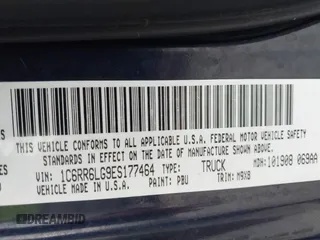 THIS VEHICLE CONFORMS TO ALL APPLICABLE U.S.A. FEDERAL MOTOR VEHICLE SAFETY
STANDARDS IN EFFECT ON THE DATE OF MANUFACTURE SHOWN ABOVE.
VIN: 1C6RR6LG9ES177464 TYPE: TRUCK MDH: 101908 069AA
VEHICLE MADE IN U.S.A. PAINT: PBU TRIM: M9X8
DREAMBID